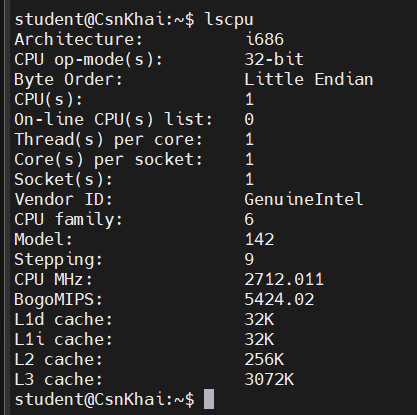 student@CsnKhai:~$ lscpu
Architecture:          i686
CPU op-mode(s):        32-bit
Byte Order:            Little Endian
CPU(s):                1
On-line CPU(s) list:   0
Thread(s) per core:    1
Core(s) per socket:    1
Socket(s):             1
Vendor ID:             GenuineIntel
CPU family:            6
Model:                 142
Stepping:              9
CPU MHz:               2712.011
BogoMIPS:              5424.02
L1d cache:             32K
L1i cache:             32K
L2 cache:              256K
L3 cache:              3072K
student@CsnKhai:~$